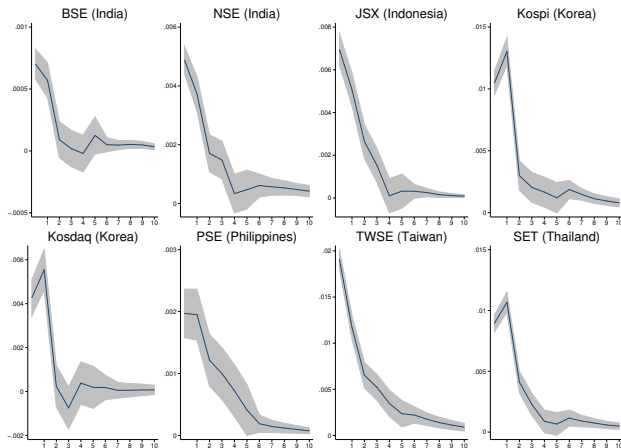 BSE (India)
NSE (India)
JSX (Indonesia)
Kospi (Korea)
.001
.0005
0
-.0005
1 2 3 4 5 6 7 8 9 10
.006
.004
.002
0
1 2 3 4 5 6 7 8 9 10
.008
.006
.004
.002
0
1 2 3 4 5 6 7 8 9 10
.015
.01
.005
0
1 2 3 4 5 6 7 8 9 10
Kosdaq (Korea)
PSE (Philippines)
TWSE (Taiwan)
SET (Thailand)
.006
.004
.002
0
-.002
1 2 3 4 5 6 7 8 9 10
.003
.002
.001
0
1 2 3 4 5 6 7 8 9 10
.02
.015
.01
.005
0
1 2 3 4 5 6 7 8 9 10
.015
.01
.005
0
1 2 3 4 5 6 7 8 9 10